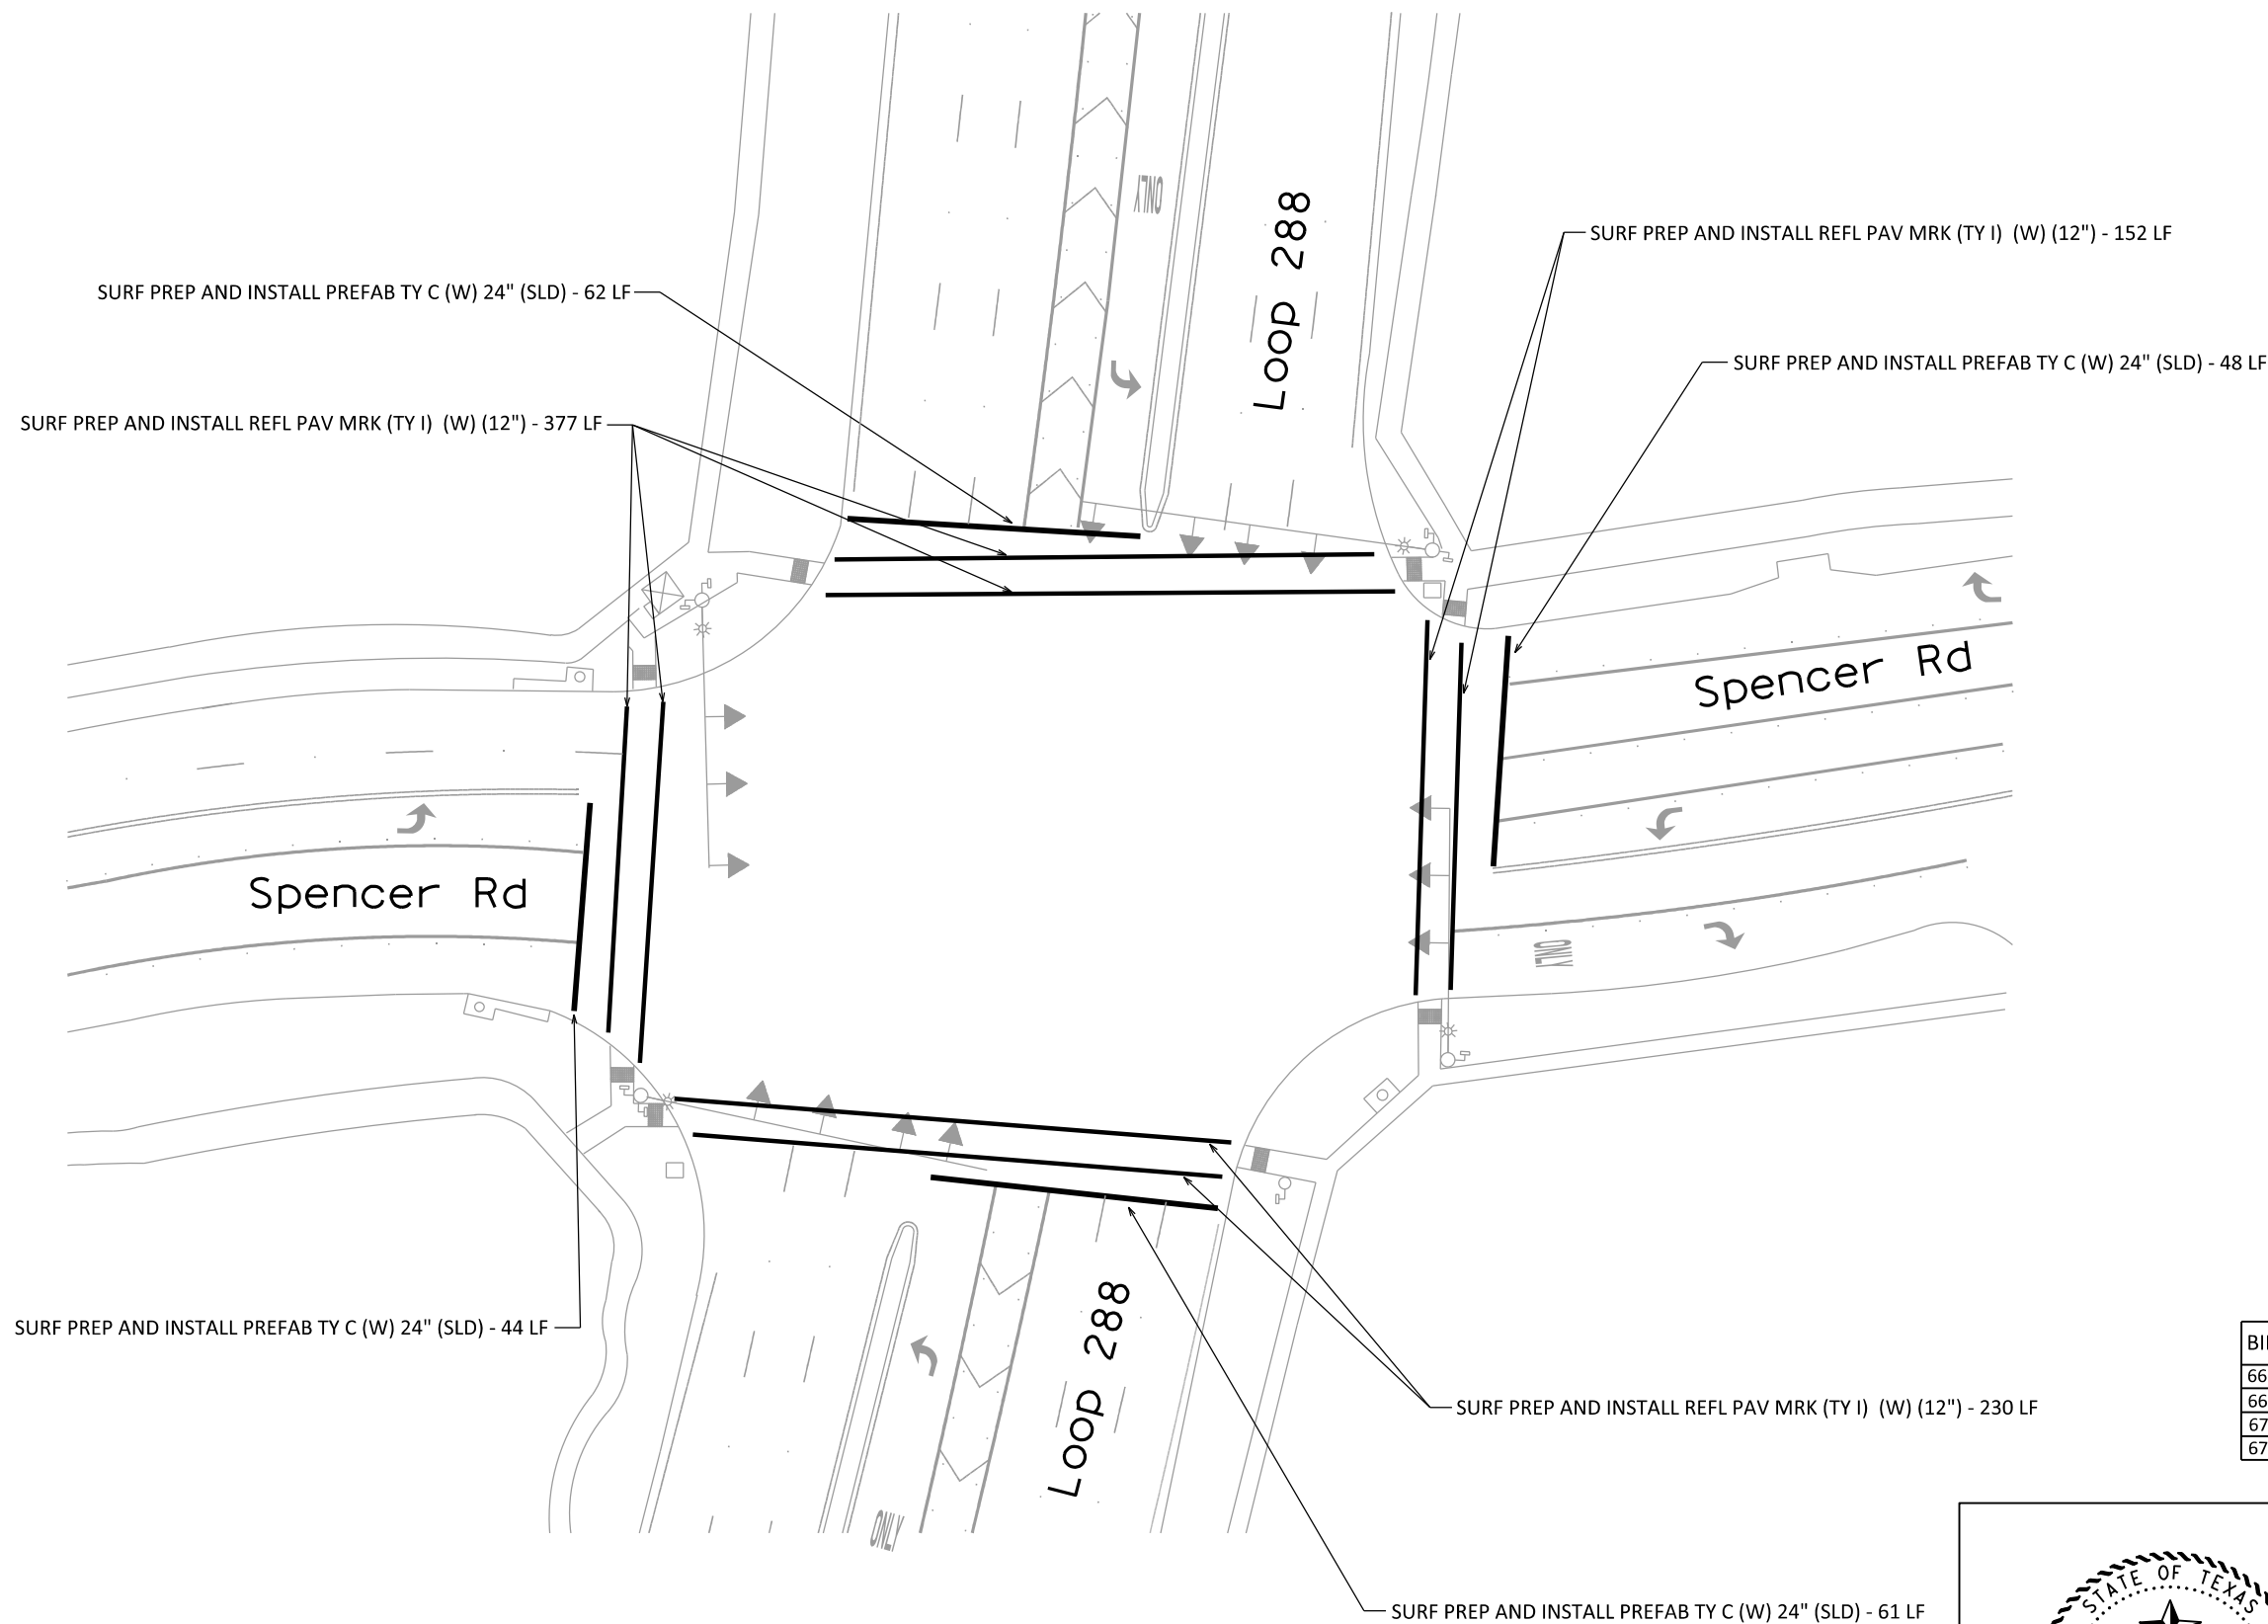 ONLY
Loop 288
SURF PREP AND INSTALL REFL PAV MRK (TY I) (W) (12") - 152 LF
SURF PREP AND INSTALL PREFAB TY C (W) 24" (SLD) - 62 LF
SURF PREP AND INSTALL PREFAB TY C (W) 24" (SLD) - 48 LF
SURF PREP AND INSTALL REFL PAV MRK (TY I) (W) (12") - 377 LF
Spencer Rd
Spencer Rd
ONLY
SURF PREP AND INSTALL PREFAB TY C (W) 24" (SLD) - 44 LF
Loop 288
SURF PREP AND INSTALL REFL PAV MRK (TY I) (W) (12") - 230 LF
ONLY
66
66
67
67
STATE OF TEXAS
SURF PREP AND INSTALL PREFAB TY C (W) 24" (SLD) - 61 LF